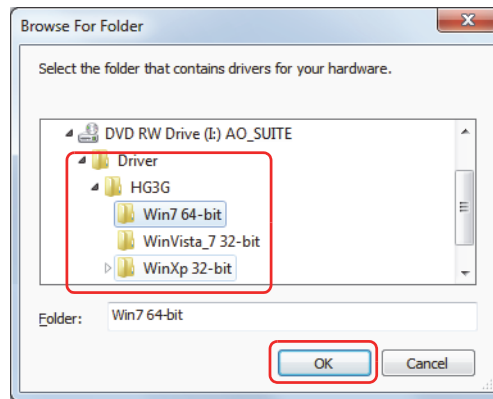 Browse For Folder
Select the folder that contains drivers for your hardware.
DVD RW Drive (I:) AO_SUITE
Driver
HG3G
Win7 64-bit
WinVista_7 32-bit
WinXp 32-bit
Folder: Win7 64-bit
OK Cancel